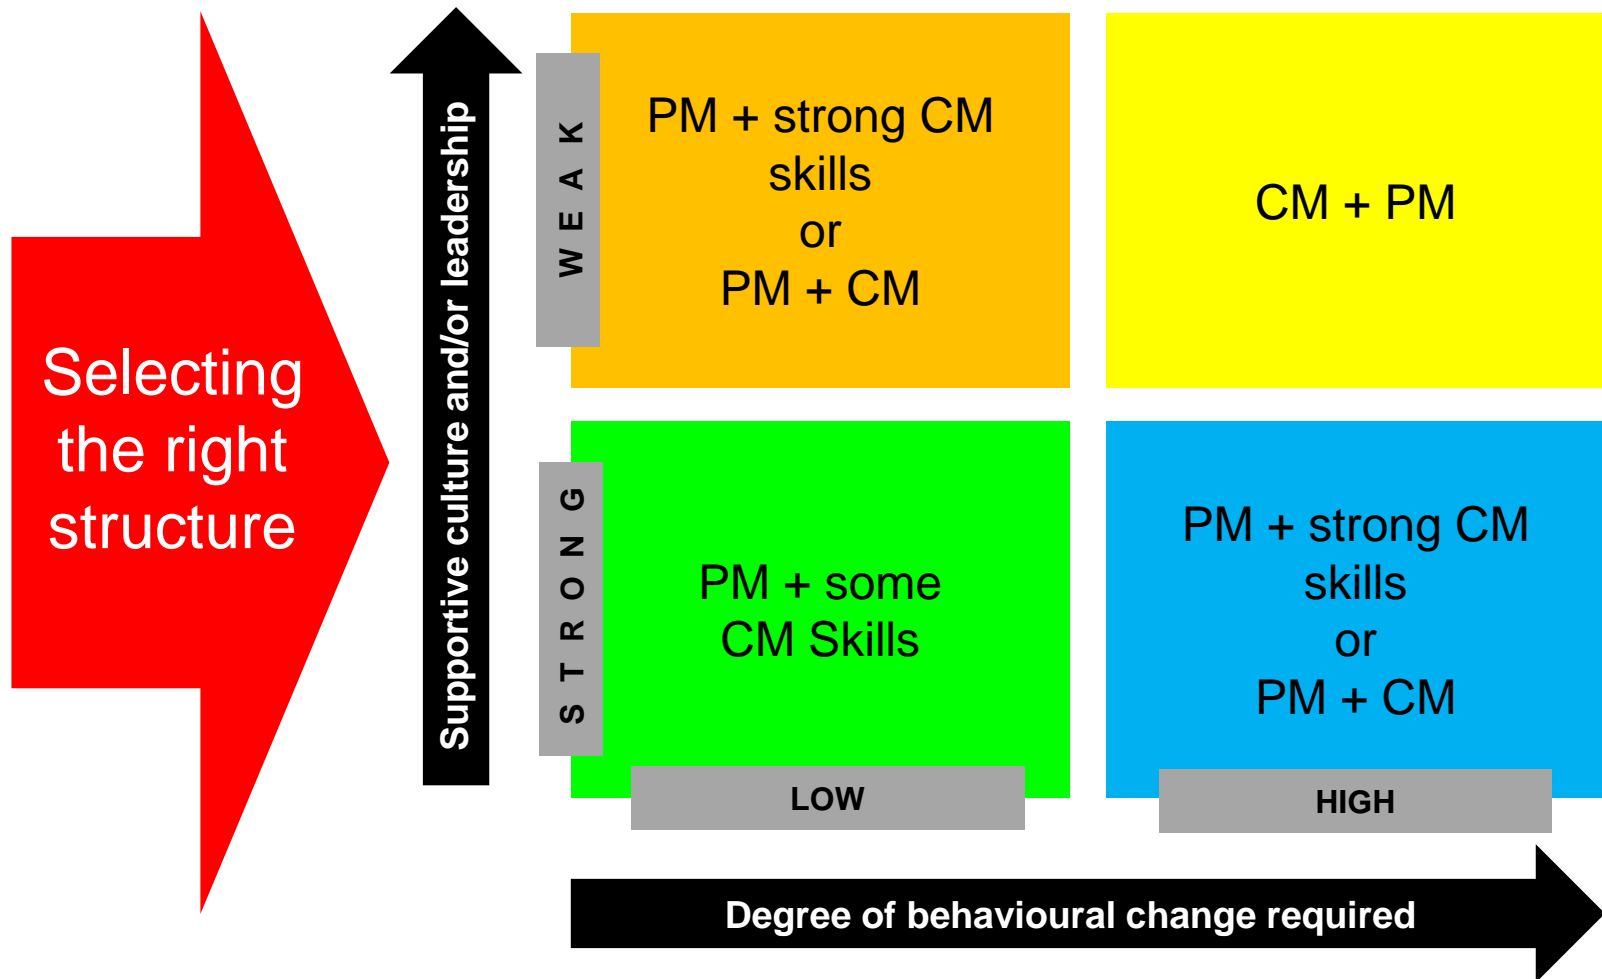 Selecting
the right
structure
Supportive culture and/or leadership
WEAK
PM + strong CM
skills
or
PM + CM
CM + PM
STRONG
PM + some
CM Skills
PM + strong CM
skills
or
PM + CM
LOW
HIGH
Degree of behavioural change required